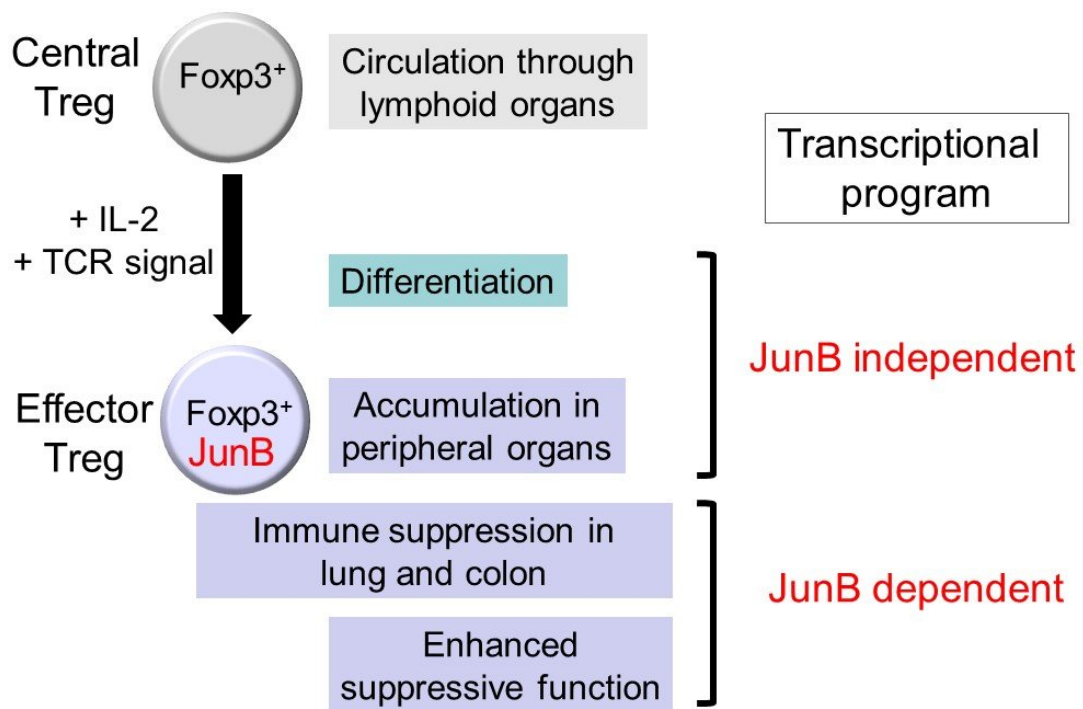 Central
Treg
Foxp3⁺
Circulation through
lymphoid organs
Transcriptional
program
+ IL-2
+ TCR signal
Differentiation
JunB independent
Effector
Treg
Foxp3⁺
JunB
Accumulation in
peripheral organs
Immune suppression in
lung and colon
JunB dependent
Enhanced
suppressive function